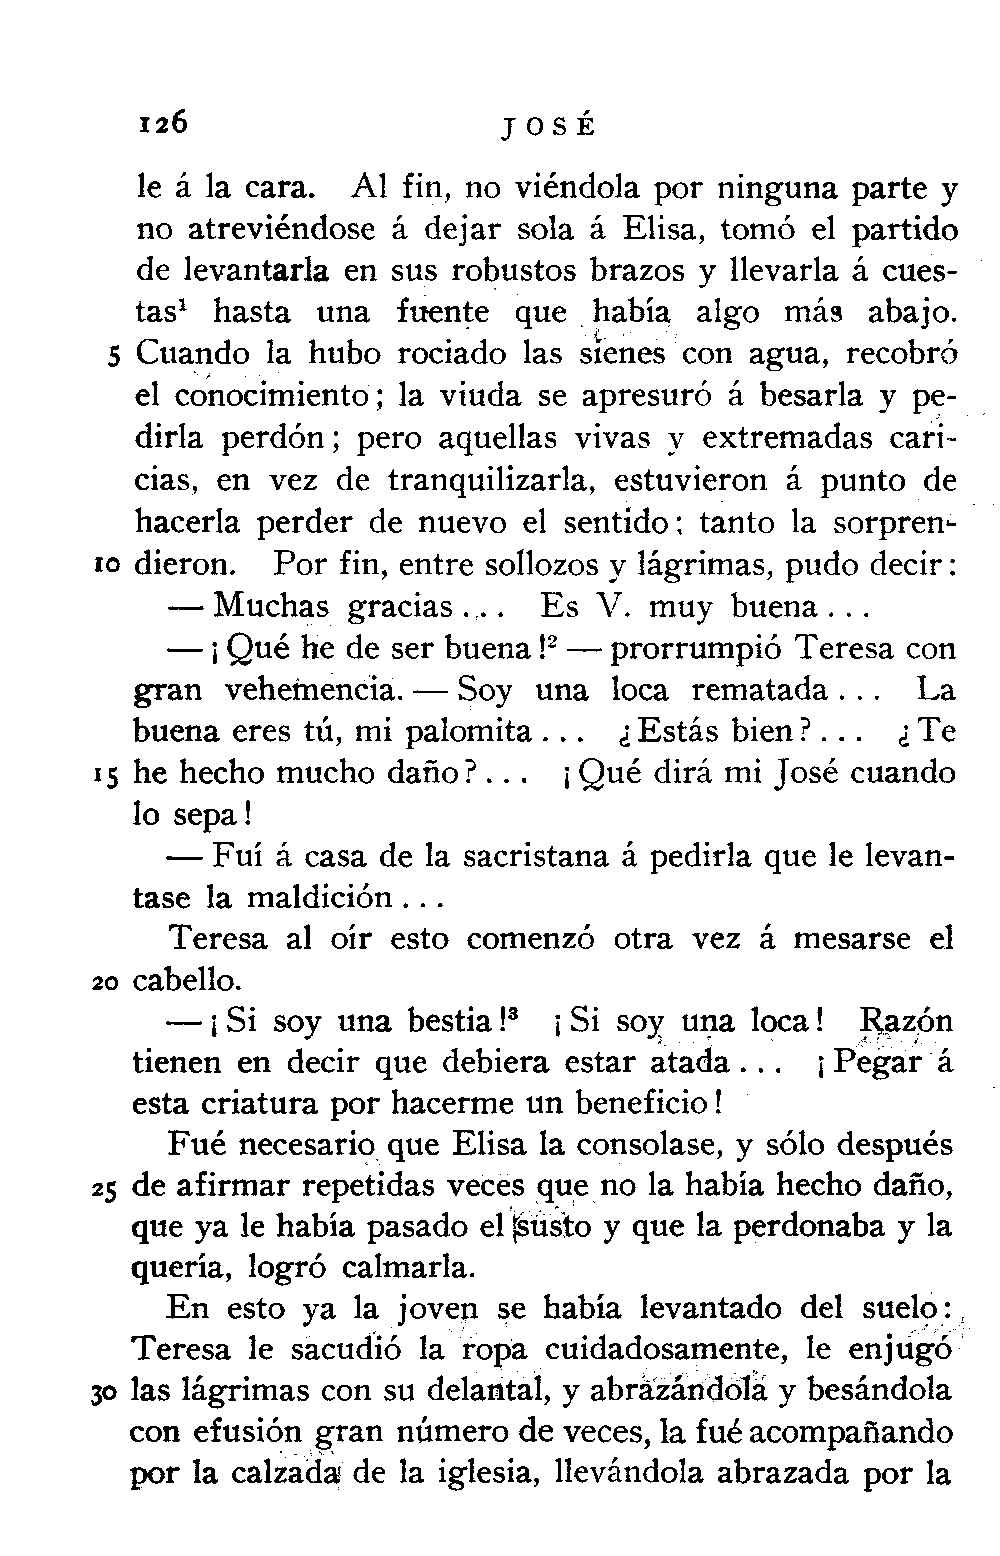 126 JOSÉ
le á la cara. Al fin, no viéndola por ninguna parte y
no atreviéndose á dejar sola á Elisa, tomó el partido
de levantarla en sus robustos brazos y llevarla á cues-
tas¹ hasta una fuente que había algo más abajo.
5 Cuando la hubo rociado las sienes con agua, recobró
el conocimiento; la viuda se apresuró á besarla y pe-
dirla perdón; pero aquellas vivas y extremadas cari-
cias, en vez de tranquilizarla, estuvieron á punto de
hacerla perder de nuevo el sentido; tanto la sorpren-
10 dieron. Por fin, entre sollozos y lágrimas, pudo decir:
— Muchas gracias... Es V. muy buena...
— ¡Qué he de ser buena!² — prorrumpió Teresa con
gran vehemencia. — Soy una loca rematada... La
buena eres tú, mi palomita... ¿Estás bien?... ¿Te
15 he hecho mucho daño?... ¡Qué dirá mi José cuando
lo sepa!
— Fuí á casa de la sacristana á pedirla que le levan-
tase la maldición...
Teresa al oír esto comenzó otra vez á mesarse el
20 cabello.
— ¡Si soy una bestia!³ ¡Si soy una loca! Razón
tienen en decir que debiera estar atada... ¡Pegar á
esta criatura por hacerme un beneficio!
Fué necesario que Elisa la consolase, y sólo después
25 de afirmar repetidas veces que no la había hecho daño,
que ya le había pasado el susto y que la perdonaba y la
quería, logró calmarla.
En esto ya la joven se había levantado del suelo:
Teresa le sacudió la ropa cuidadosamente, le enjugó
30 las lágrimas con su delantal, y abrazándola y besándola
con efusión gran número de veces, la fué acompañando
por la calzada de la iglesia, llevándola abrazada por la